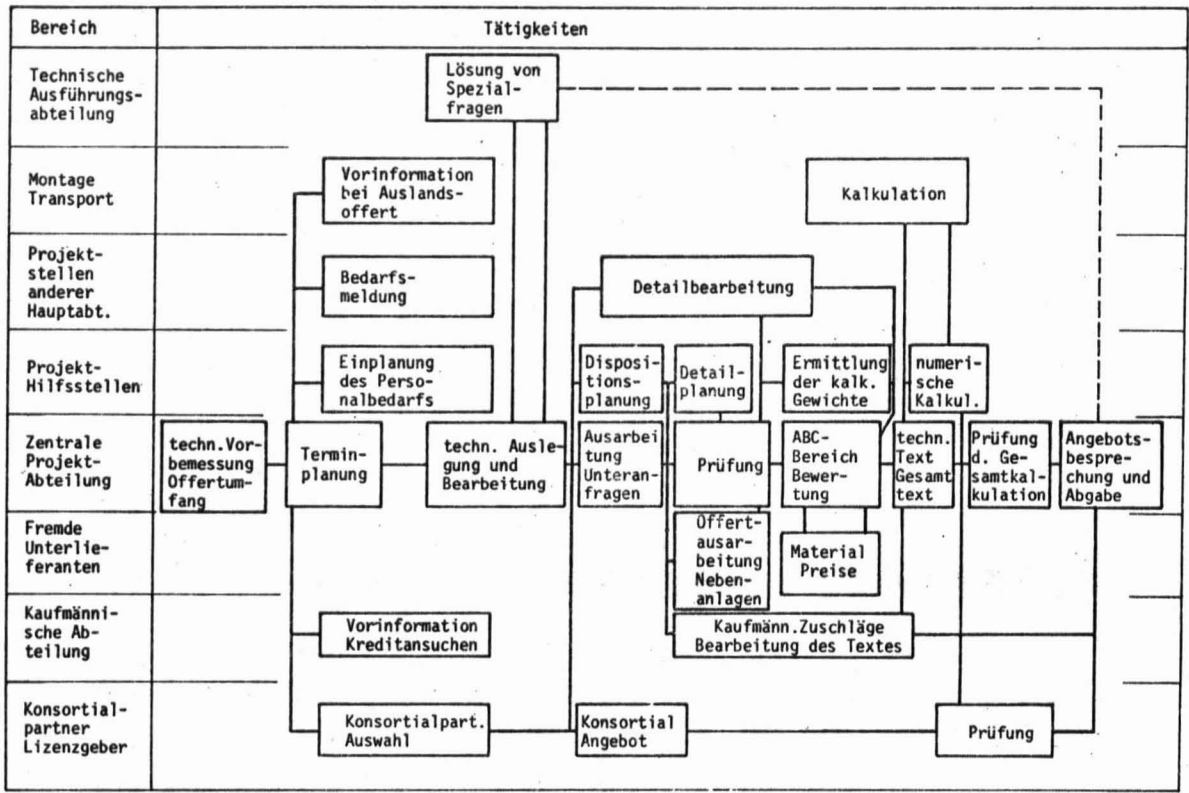 Bereich
Tätigkeiten
Technische
Ausführungs-
abteilung
Lösung von
Spezial-
fragen
Montage
Transport
Vorinformation
bei Auslands-
offert
Kalkulation
Projekt-
stellen
anderer
Hauptabt.
Bedarfs-
meldung
Detailbearbeitung
Projekt-
Hilfsstellen
Einplanung
des Perso-
nalbedarfs
Dispositi-
tions-
planung
Detail-
planung
Ermittlung
der kalk.
Gewichte
numeri-
sche
Kalkul.
Zentrale
Projekt-
Abteilung
techn.Vor-
bemessung
Offertum-
fang
Termin-
planung
techn. Ausle-
gung und
Bearbeitung
Ausarbei
tung
Unteran-
fragen
Prüfung
ABC-
Bereich
Bewer-
tung
techn.
Text
Gesamt
text
Prüfung
d. Ge-
samtkal-
kulation
Angebots-
bespre-
chung und
Abgabe
Fremde
Unterlie-
feranten
Offert-
ausar-
beitung
Neben-
anlagen
Material
Preise
Kaufmänni-
sche Ab-
teilung
Vorinformation
Kreditansuchen
Kaufmänn.Zuschläge
Bearbeitung des Textes
Konsortial-
partner
Lizenzgeber
Konsortialpart.
Auswahl
Konsortial
Angebot
Prüfung